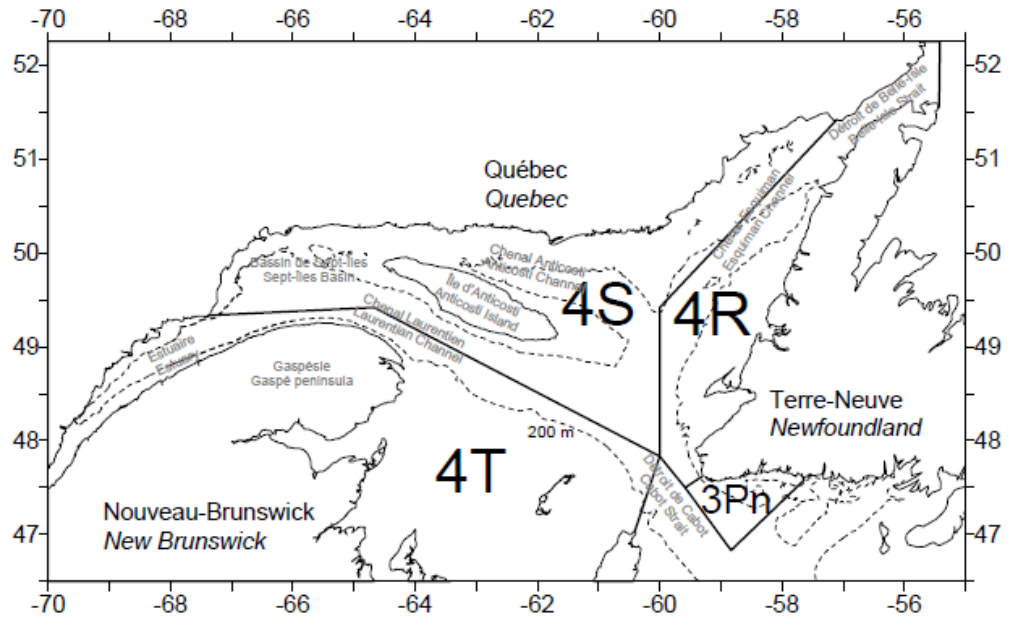 -70 -68 -66 -64 -62 -60 -58 -56
52 52
Détroit de Belle-Isle
Belle-Isle Strait
51 51
Québec
Quebec
Chenal Esquiman
Esquiman Channel
50 50
Bassin de Sept-Îles
Sept-Îles Basin
Chenal Anticosti
Anticosti Channel
Île d'Anticosti
Anticosti Island
4S
4R
Chenal Laurentien
Laurentian Channel
49 49
Estuaire
Estuary
Gaspésie
Gaspé peninsula
Terre-Neuve
Newfoundland
48 48
200 m
4T
Détroit de Cabot
Cabot Strait
3Pn
Nouveau-Brunswick
New Brunswick
47 47
-70 -68 -66 -64 -62 -60 -58 -56